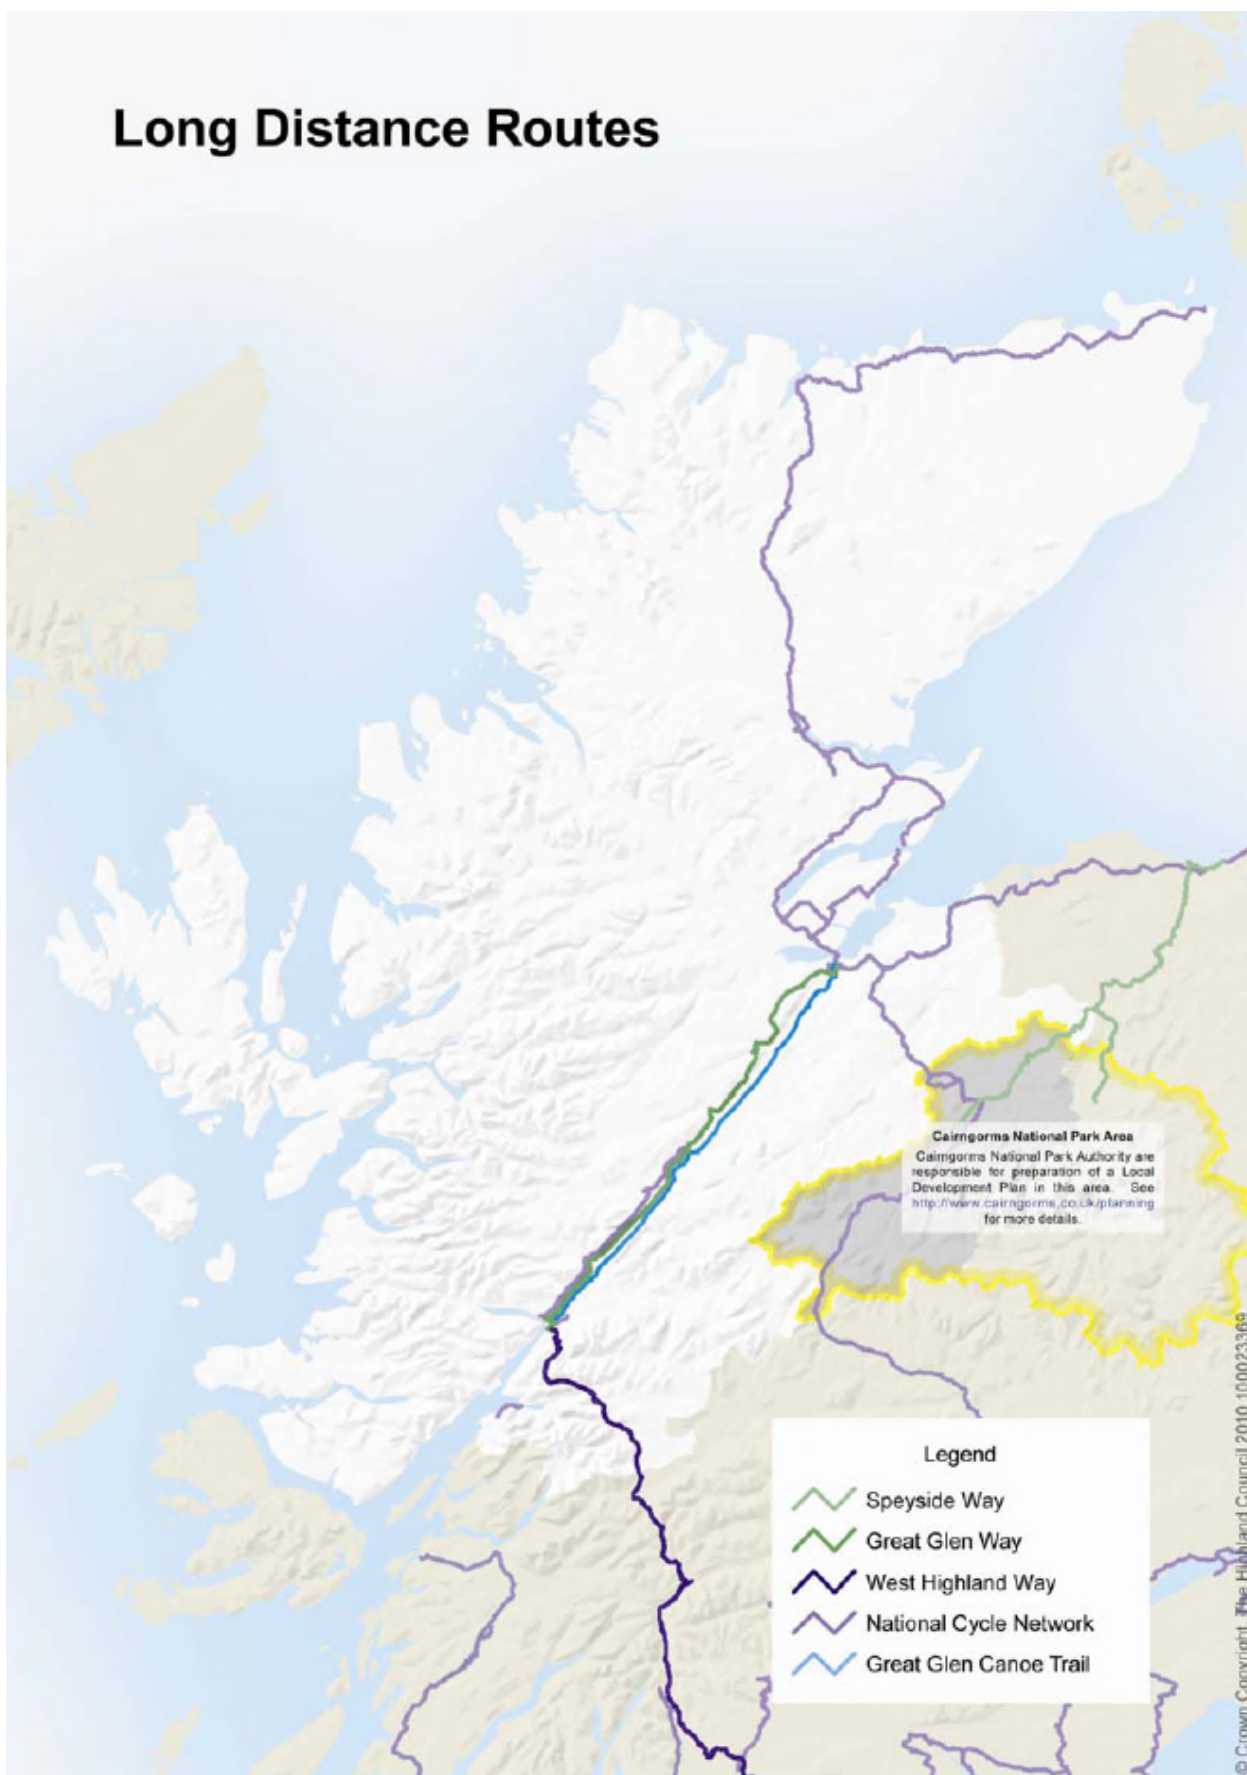 Long Distance Routes
Cairngorms National Park Area
Cairngorms National Park Authority are
responsible for preparation of a Local
Development Plan in this area. See
http://www.cairngorms.co.uk/planning
for more details.
Legend
Speyside Way
Great Glen Way
West Highland Way
National Cycle Network
Great Glen Canoe Trail
© Crown Copyright. The Highland Council 2010 100023369